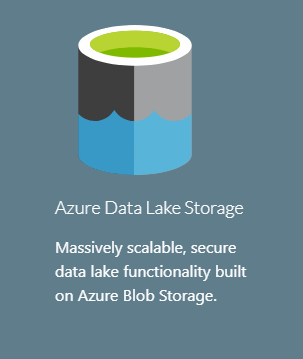 Azure Data Lake Storage
Massively scalable, secure
data lake functionality built
on Azure Blob Storage.